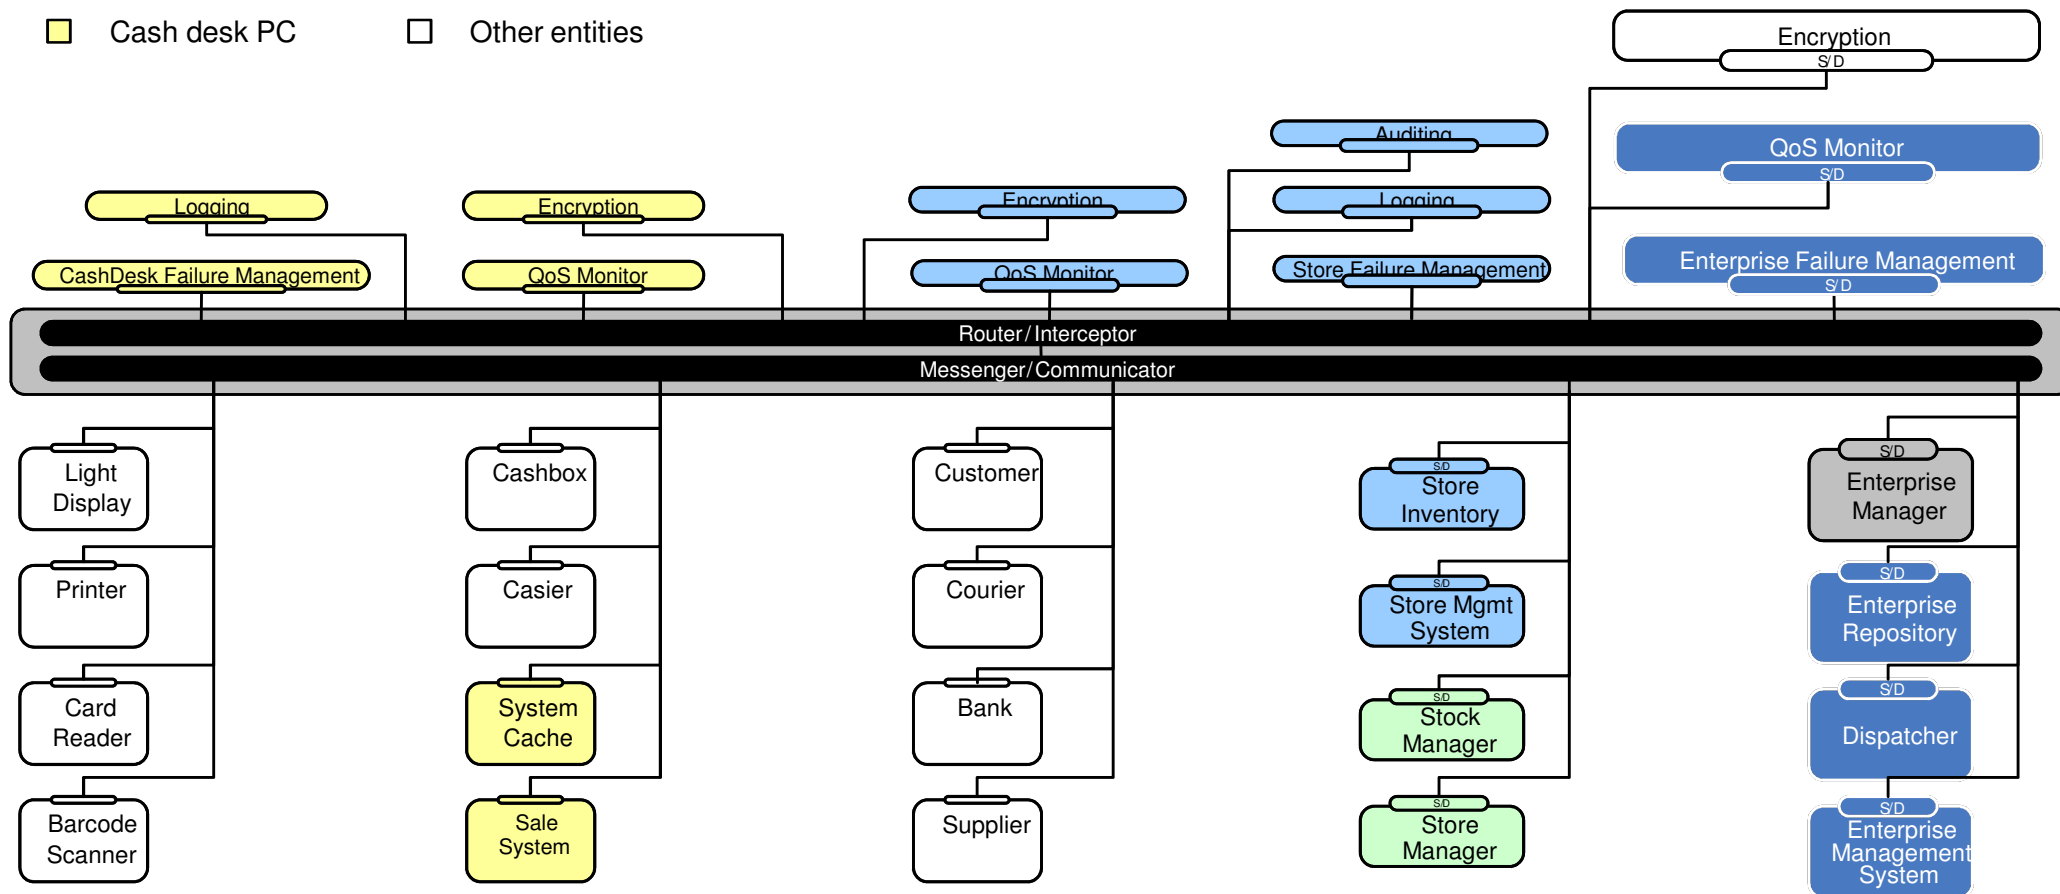 Cash desk PC
Other entities
Encryption
S/D
Auditing
QoS Monitor
S/D
Logging
Encryption
Encryption
Logging
CashDesk Failure Management
QoS Monitor
QoS Monitor
Store Failure Management
Enterprise Failure Management
S/D
Router/Interceptor
Messenger/Communicator
Light
Display
Printer
Card
Reader
Barcode
Scanner
Cashbox
Casier
System
Cache
Sale
System
Customer
Courier
Bank
Supplier
S/D
Store
Inventory
S/D
Store Mgmt
System
S/D
Stock
Manager
S/D
Store
Manager
S/D
Enterprise
Manager
S/D
Enterprise
Repository
S/D
Dispatcher
S/D
Enterprise
Management
System